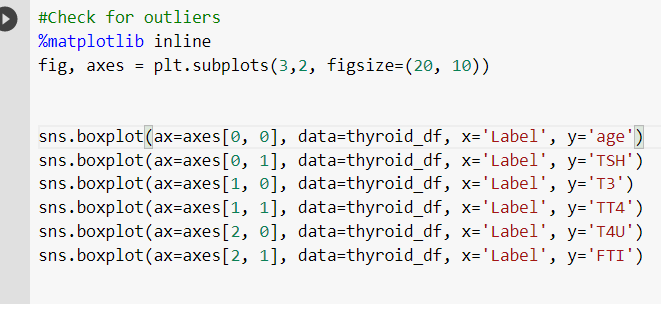 #Check for outliers
%matplotlib inline
fig, axes = plt.subplots(3,2, figsize=(20, 10))
sns.boxplot(ax=axes[0, 0], data=thyroid_df, x='Label', y='age')
sns.boxplot(ax=axes[0, 1], data=thyroid_df, x='Label', y='TSH')
sns.boxplot(ax=axes[1, 0], data=thyroid_df, x='Label', y='T3')
sns.boxplot(ax=axes[1, 1], data=thyroid_df, x='Label', y='TT4')
sns.boxplot(ax=axes[2, 0], data=thyroid_df, x='Label', y='T4U')
sns.boxplot(ax=axes[2, 1], data=thyroid_df, x='Label', y='FTI')